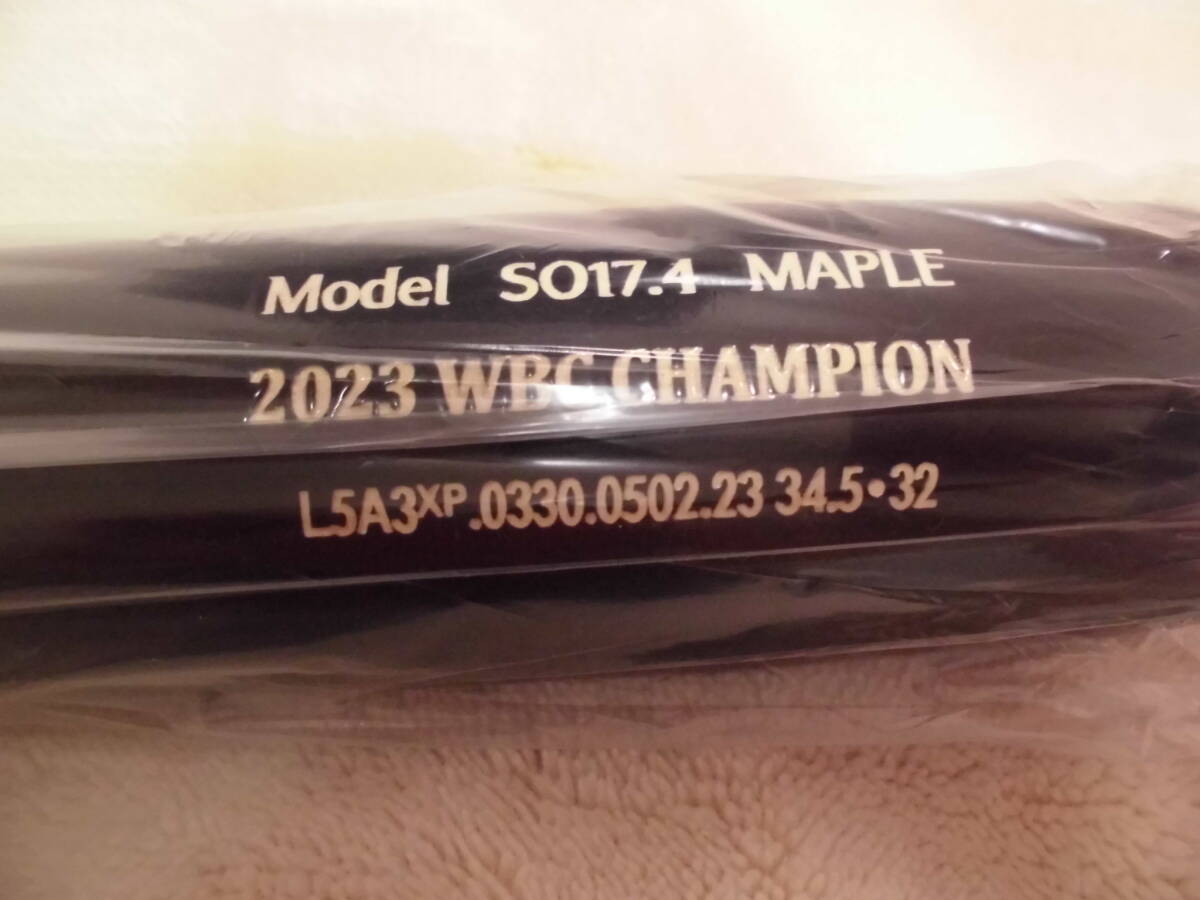 Model SO17.4 MAPLE
2023 WBC CHAMPION
L5A3XP.0330.0502.23 34.5•32